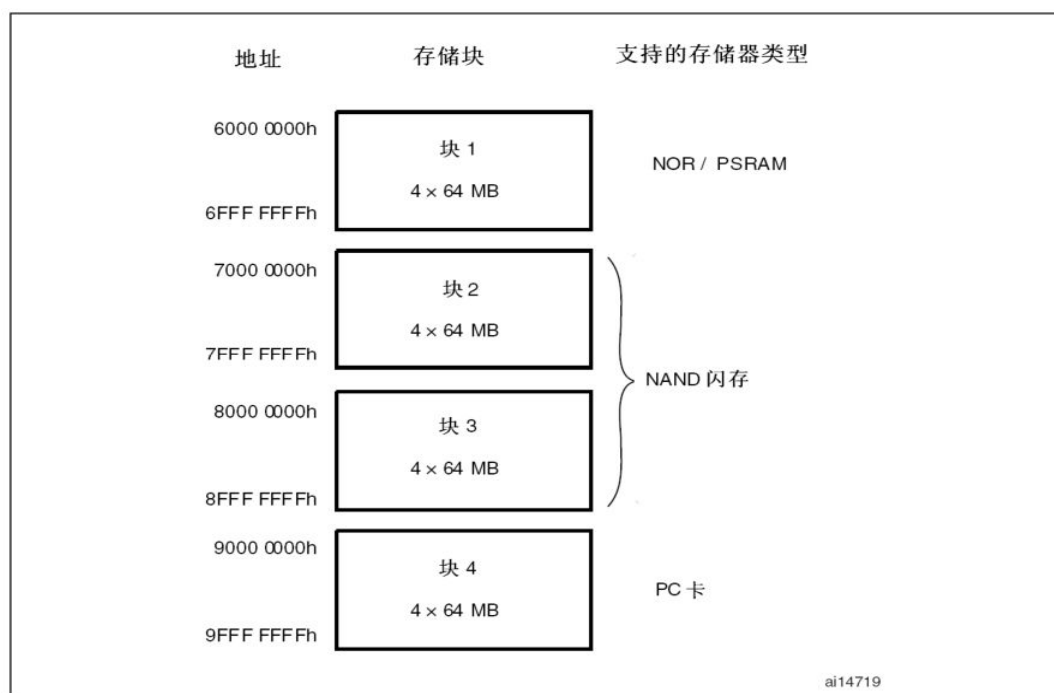 地址 存储块 支持的存储器类型
6000 0000h
块 1
NOR / PSRAM
4 × 64 MB
6FFF FFFFh
7000 0000h
块 2
4 × 64 MB
7FFF FFFFh
NAND 闪存
8000 0000h
块 3
4 × 64 MB
8FFF FFFFh
9000 0000h
块 4
PC 卡
4 × 64 MB
9FFF FFFFh
ai14719